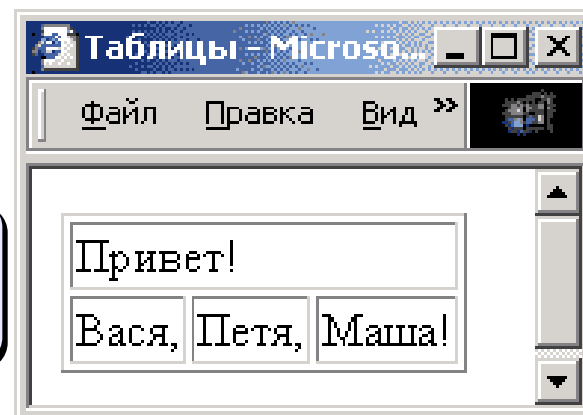 Таблицы - Microso...
Файл Правка Вид »
Привет!
Вася, Петя, Маша!